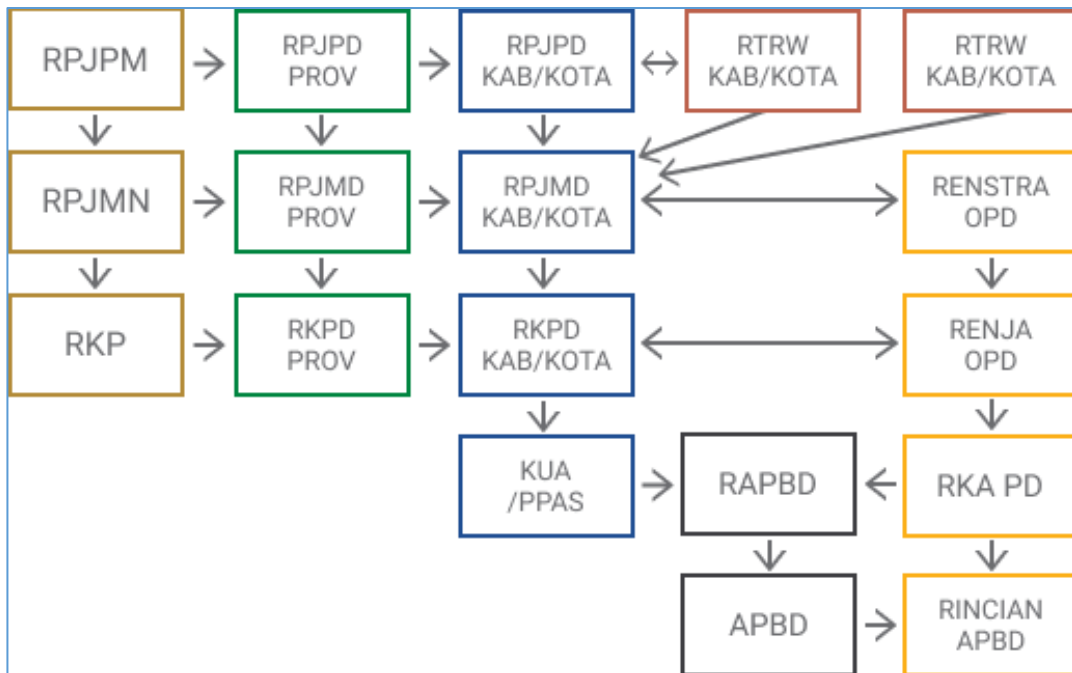 RPJPM
RPJPD
PROV
RPJPD
KAB/KOTA
RTRW
KAB/KOTA
RTRW
KAB/KOTA
RPJMN
RPJMD
PROV
RPJMD
KAB/KOTA
RENSTRA
OPD
RKP
RKPD
PROV
RKPD
KAB/KOTA
RENJA
OPD
KUA
/PPAS
RAPBD
RKA PD
APBD
RINCIAN
APBD